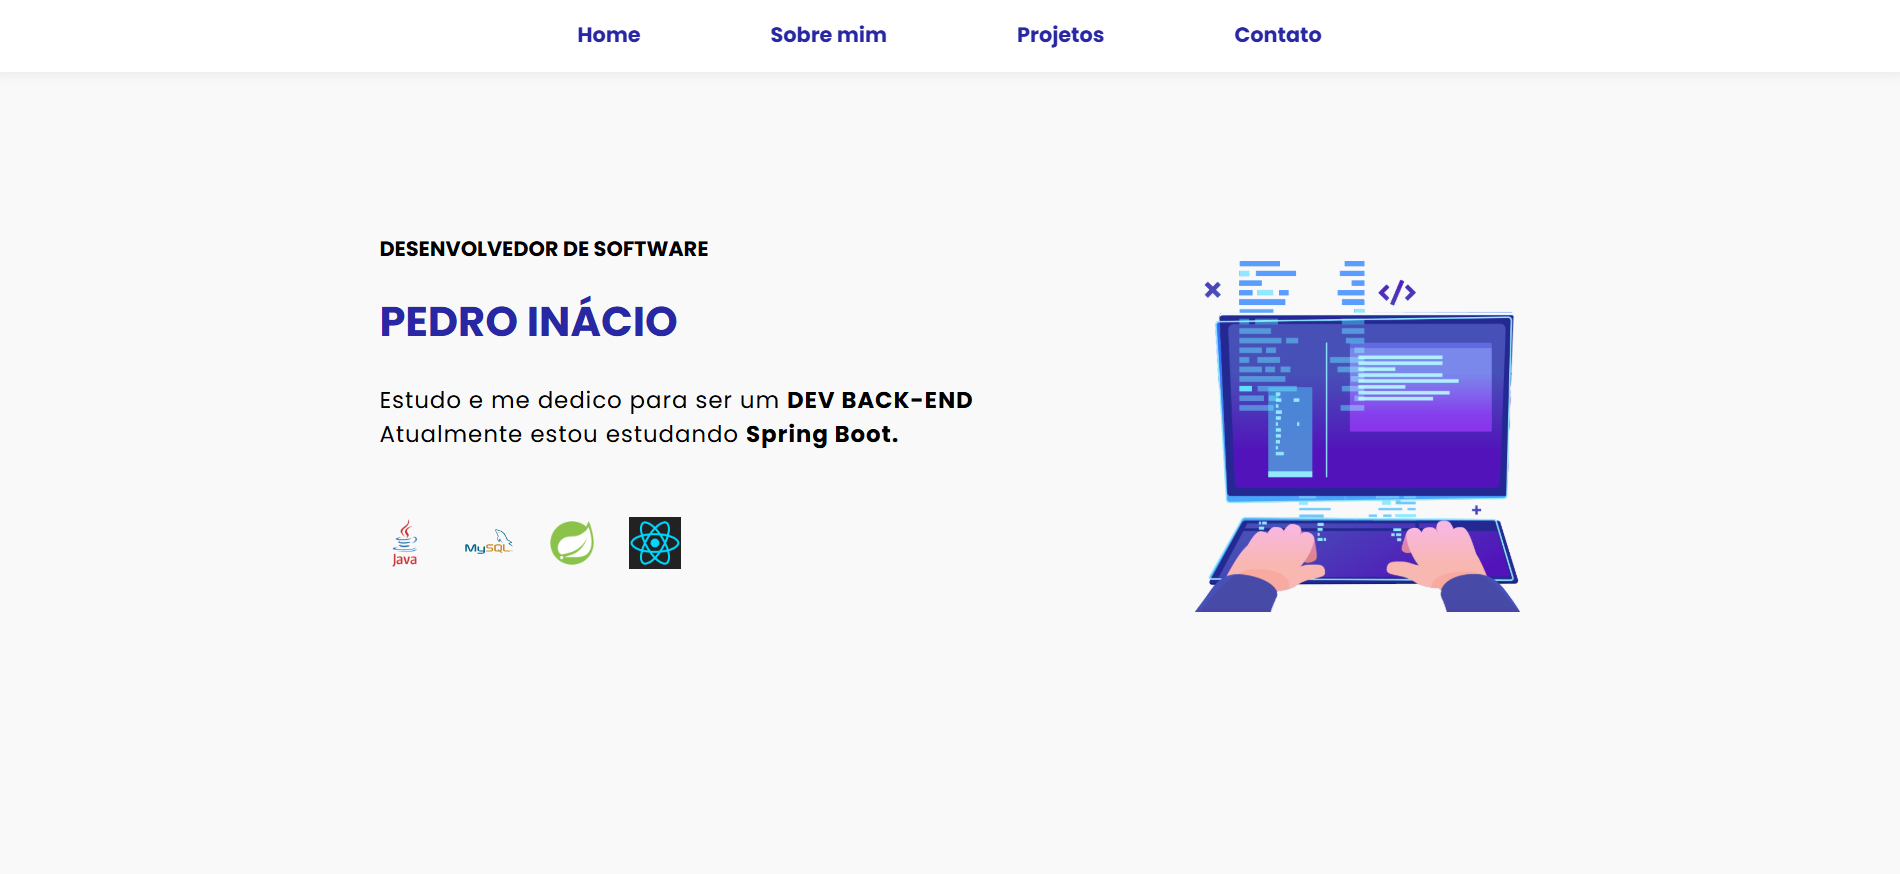 Home
Sobre mim
Projetos
Contato
DESENVOLVEDOR DE SOFTWARE
PEDRO INÁCIO
Estudo e me dedico para ser um DEV BACK-END
Atualmente estou estudando Spring Boot.
Java
MySQL
</>